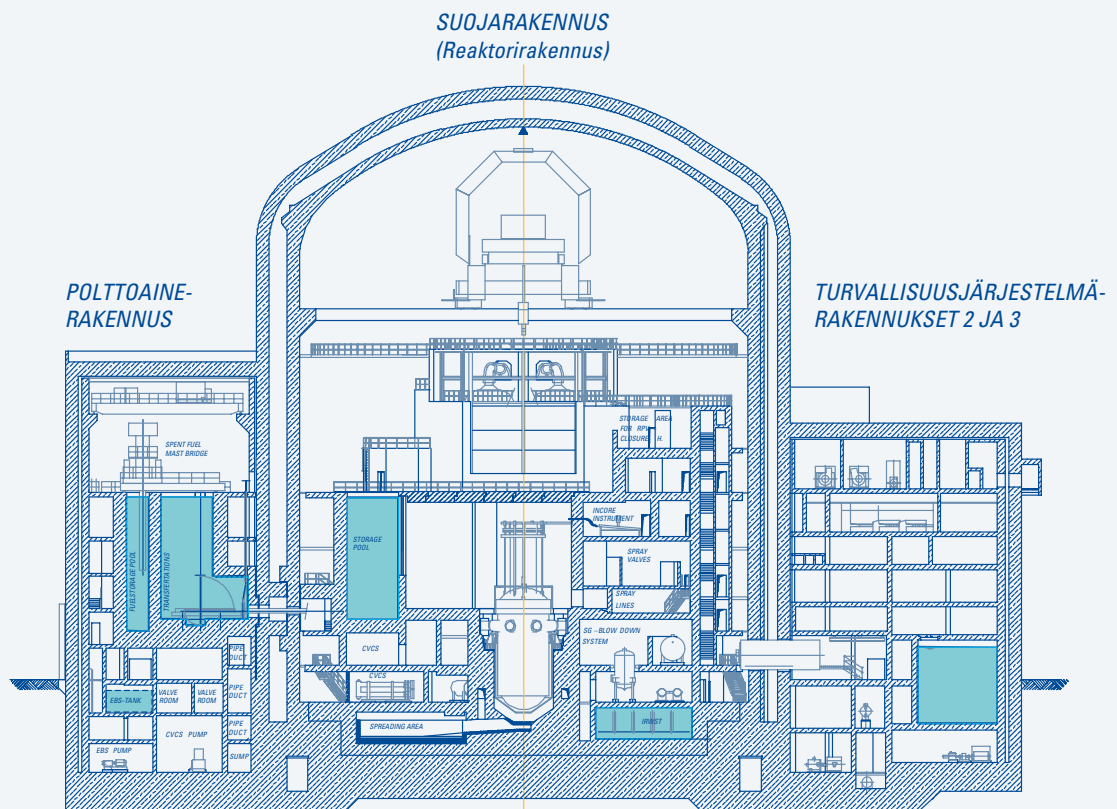 SUOJARAKENNUS
(Reaktorirakennus)
POLTTOAINE-
RAKENNUS
TURVALLISUUSJÄRJESTELMÄ-
RAKENNUKSET 2 JA 3
SPENT FUEL
MAST BRIDGE
STORAGE AREA
FOR RPV
CLOSURE H.
FUELSTORAGE POOL
TRANSFERTATIONS
STORAGE
POOL
INCORE
INSTRUMENT
SPRAY
VALVES
SPRAY
LINES
SG-BLOW DOWN
SYSTEM
CVCS
CVCS
PIPE
DUCT
EBS-TANK
VALVE
ROOM
VALVE
ROOM
PIPE
DUCT
SPREADING AREA
IRWST
EBS PUMP
CVCS PUMP
PIPE
DUCT
SUMP